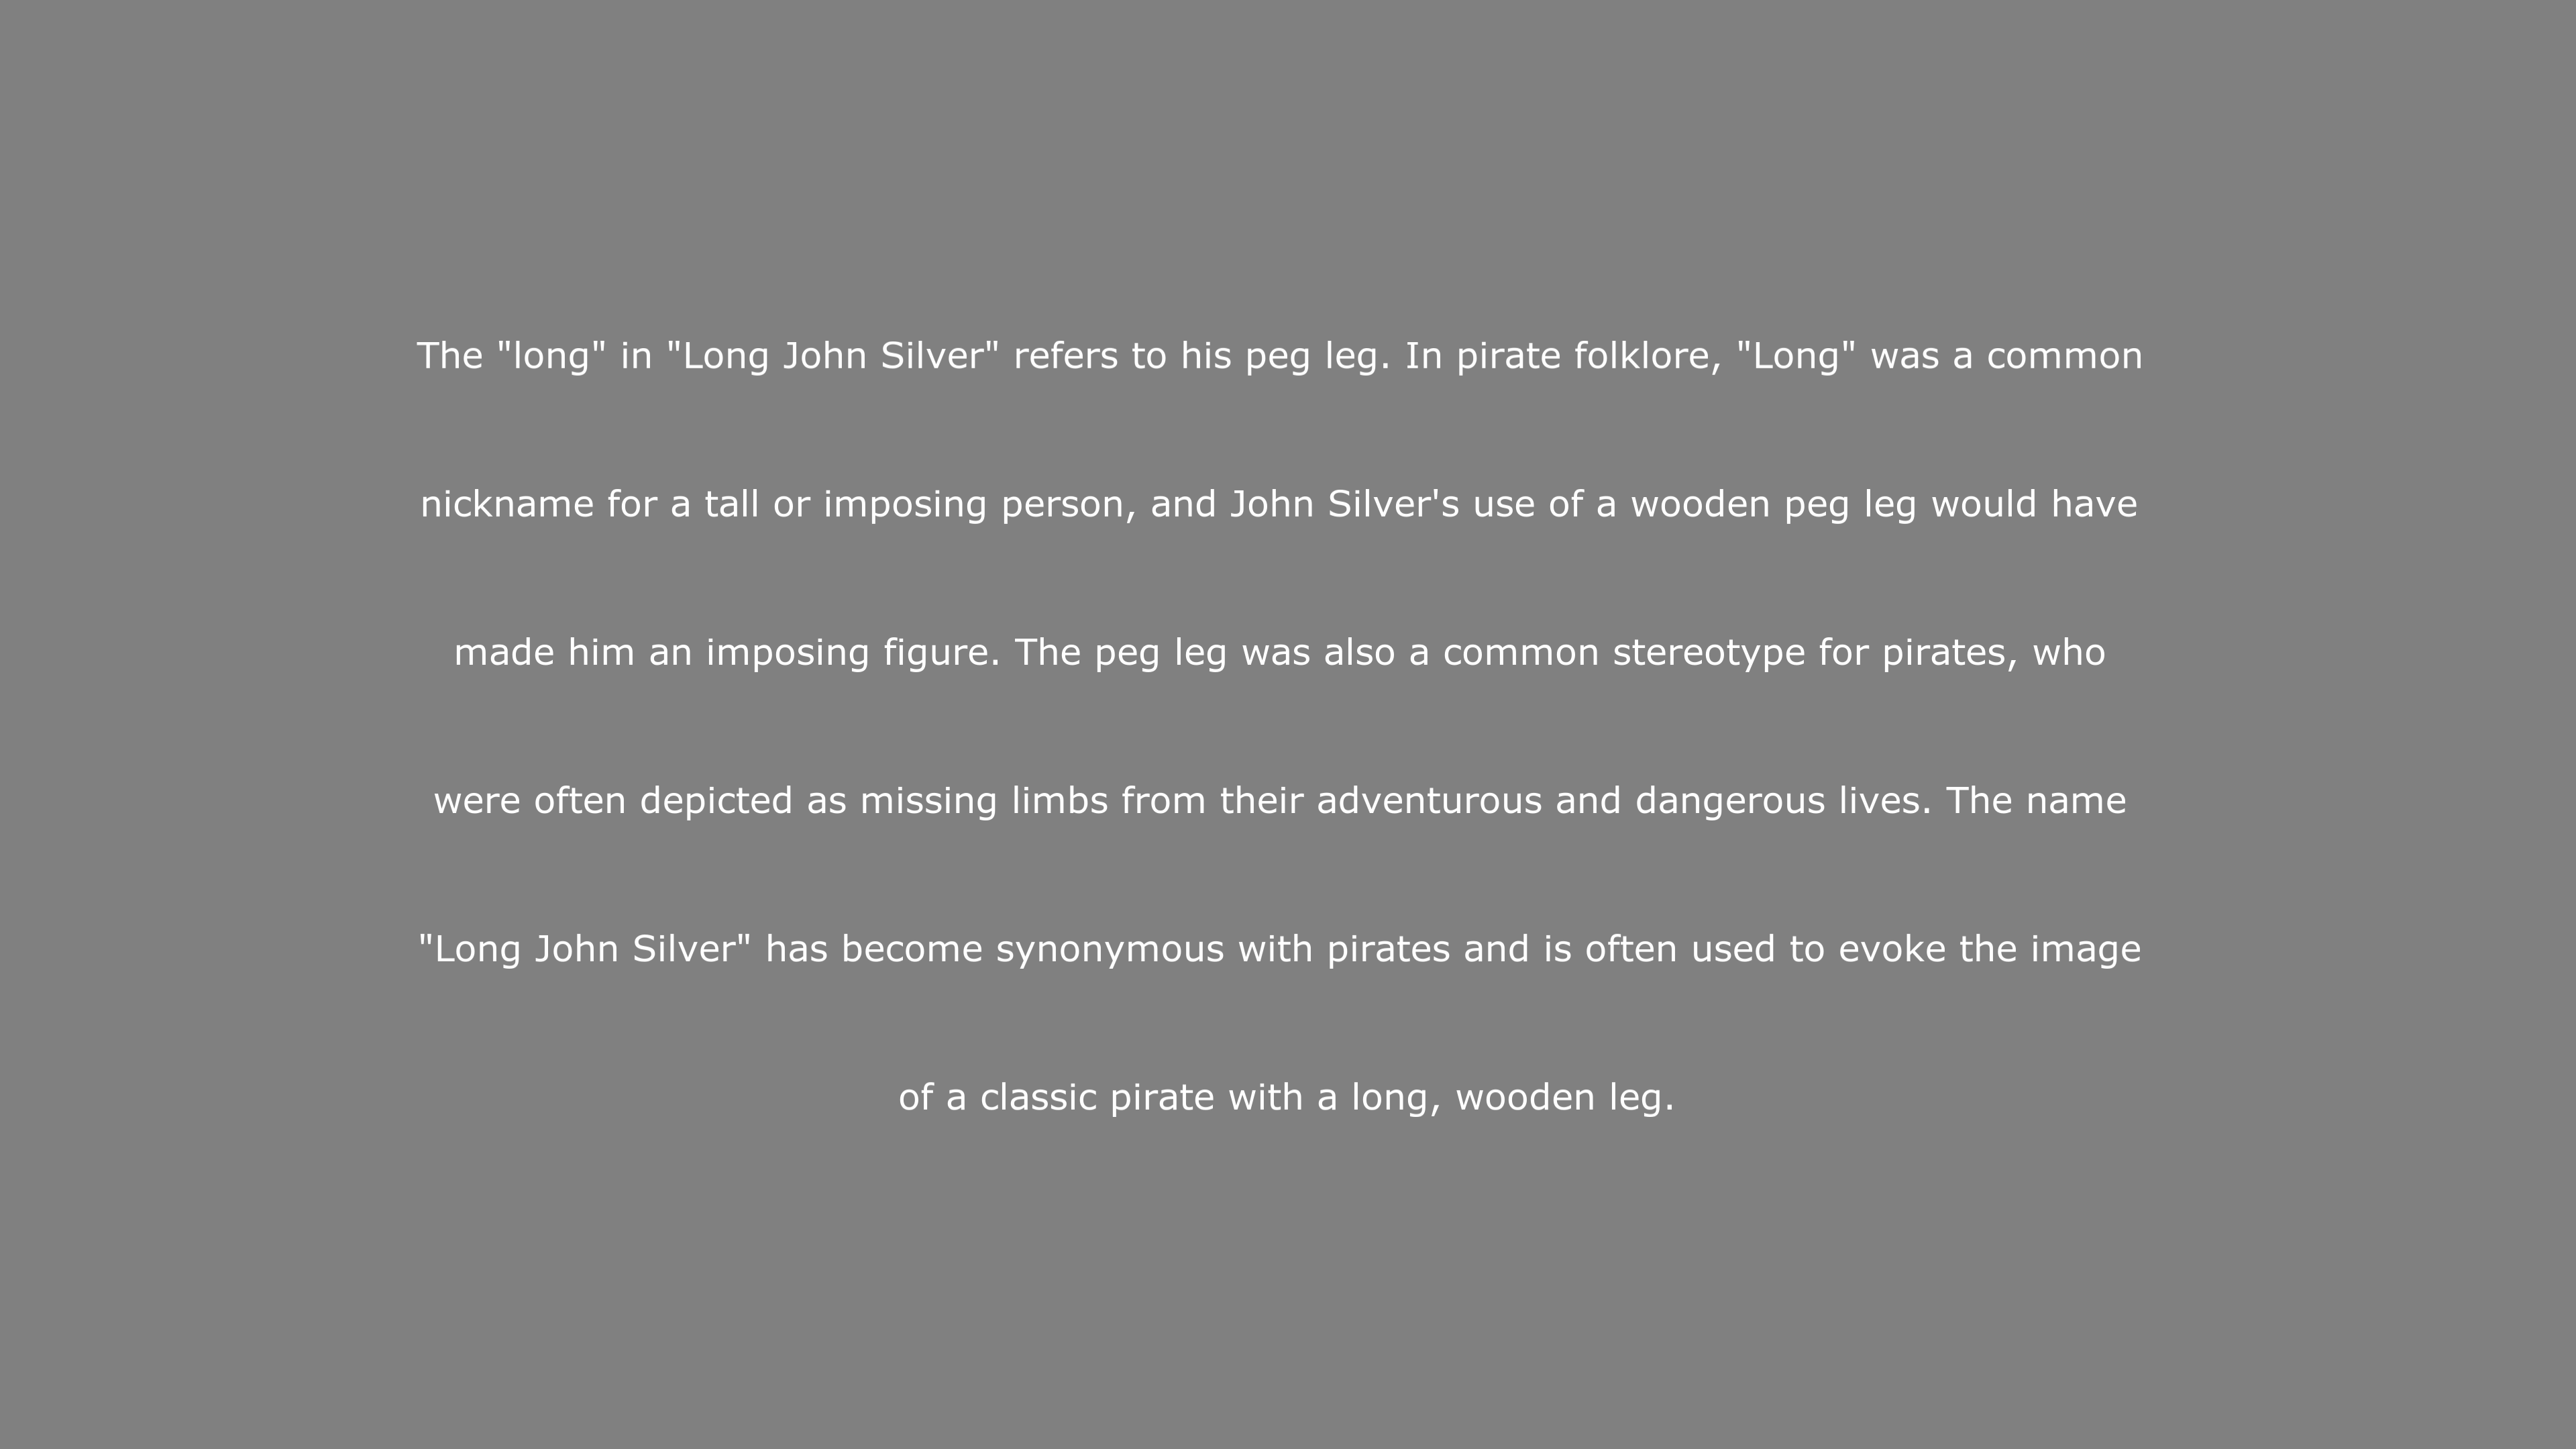 The "long" in "Long John Silver" refers to his peg leg. In pirate folklore, "Long" was a common
nickname for a tall or imposing person, and John Silver's use of a wooden peg leg would have
made him an imposing figure. The peg leg was also a common stereotype for pirates, who
were often depicted as missing limbs from their adventurous and dangerous lives. The name
"Long John Silver" has become synonymous with pirates and is often used to evoke the image
of a classic pirate with a long, wooden leg.